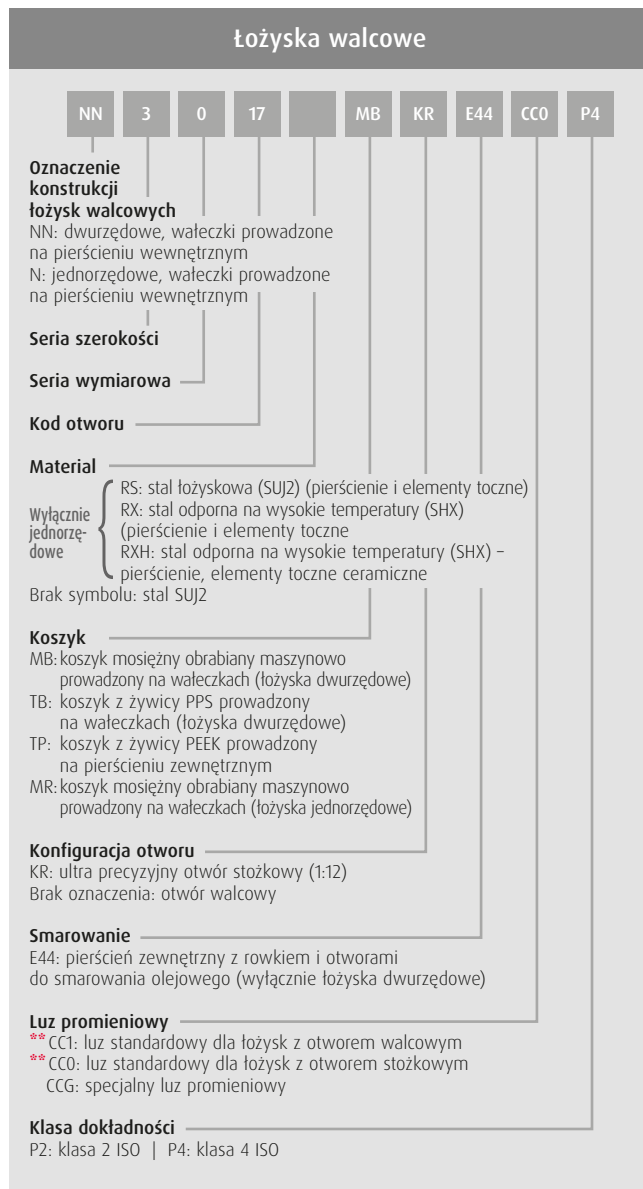 Łożyska walcowe
NN 3 0 17 MB KR E44 CC0 P4
Oznaczenie
konstrukcji
łożysk walcowych
NN: dwurzędowe, wałeczki prowadzone
na pierścieniu wewnętrznym
N: jednorzędowe, wałeczki prowadzone
na pierścieniu wewnętrznym
Seria szerokości
Seria wymiarowa
Kod otworu
Material
Wyłącznie
jednorzę-
dowe
RS: stal łożyskowa (SUJ2) (pierścienie i elementy toczne)
RX: stal odporna na wysokie temperatury (SHX)
(pierścienie i elementy toczne
RXH: stal odporna na wysokie temperatury (SHX) –
pierścienie, elementy toczne ceramiczne
Brak symbolu: stal SUJ2
Koszyk
MB: koszyk mosiężny obrabiany maszynowo
prowadzony na wałeczkach (łożyska dwurzędowe)
TB: koszyk z żywicy PPS prowadzony
na wałeczkach (łożyska dwurzędowe)
TP: koszyk z żywicy PEEK prowadzony
na pierścieniu zewnętrznym
MR: koszyk mosiężny obrabiany maszynowo
prowadzony na wałeczkach (łożyska jednorzędowe)
Konfiguracja otworu
KR: ultra precyzyjny otwór stożkowy (1:12)
Brak oznaczenia: otwór walcowy
Smarowanie
E44: pierścień zewnętrzny z rowkiem i otworami
do smarowania olejowego (wyłącznie łożyska dwurzędowe)
Luz promieniowy
**CC1: luz standardowy dla łożysk z otworem walcowym
**CC0: luz standardowy dla łożysk z otworem stożkowym
CCG: specjalny luz promieniowy
Klasa dokładności
P2: klasa 2 ISO | P4: klasa 4 ISO